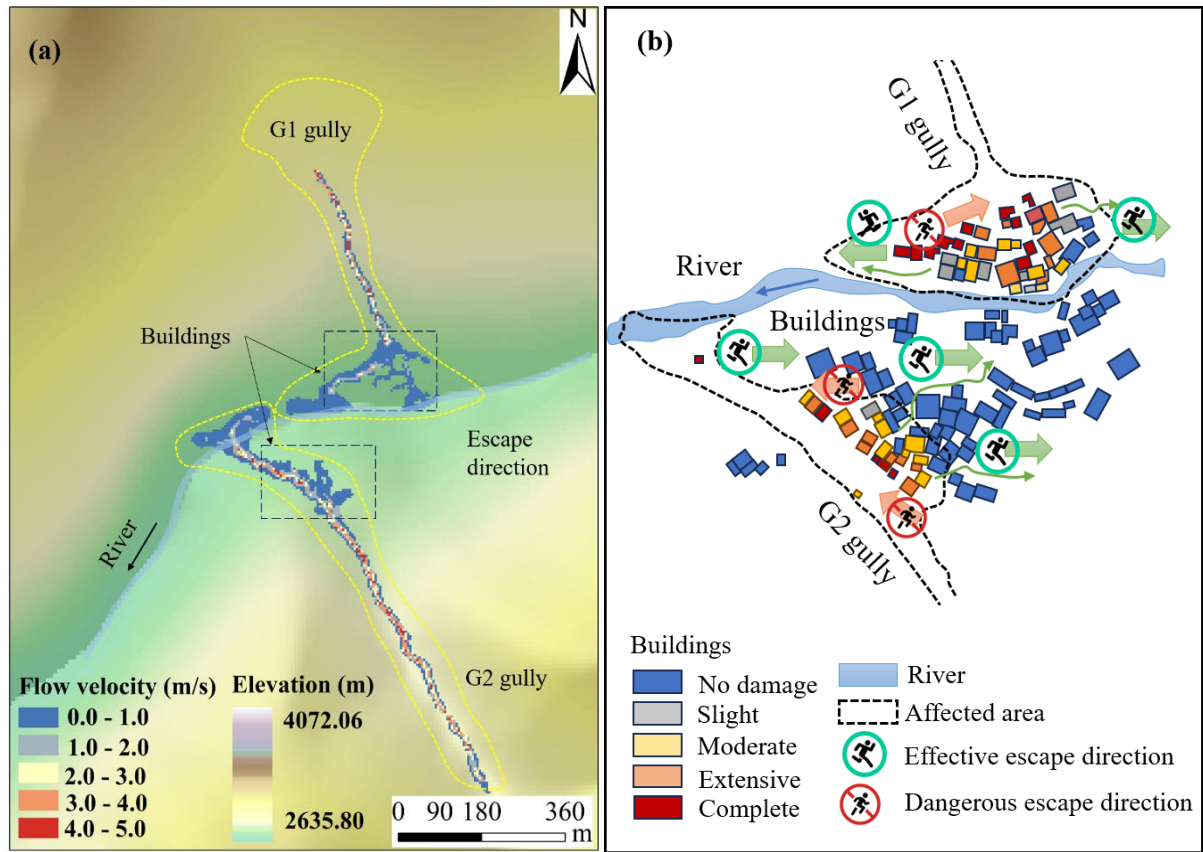 (a)
N
G1 gully
Buildings
Escape
direction
River
G2 gully
Flow velocity (m/s)
0.0 - 1.0
1.0 - 2.0
2.0 - 3.0
3.0 - 4.0
4.0 - 5.0
Elevation (m)
4072.06
2635.80
0 90 180 360
m
(b)
G1 gully
River
Buildings
G2 gully
Buildings
No damage
Slight
Moderate
Extensive
Complete
River
Affected area
Effective escape direction
Dangerous escape direction